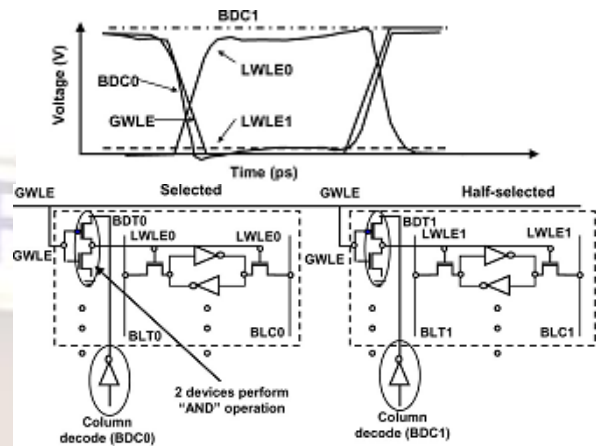 BDC1
Voltage (V)
BDC0
LWLE0
GWLE
LWLE1
Time (ps)
GWLE
Selected
GWLE
Half-selected
BDT0
LWLE0
LWLE0
BDT1
LWLE1
LWLE1
GWLE
GWLE
BLT0
BLC0
BLT1
BLC1
2 devices perform
"AND" operation
Column
decode (BDC0)
Column
decode (BDC1)